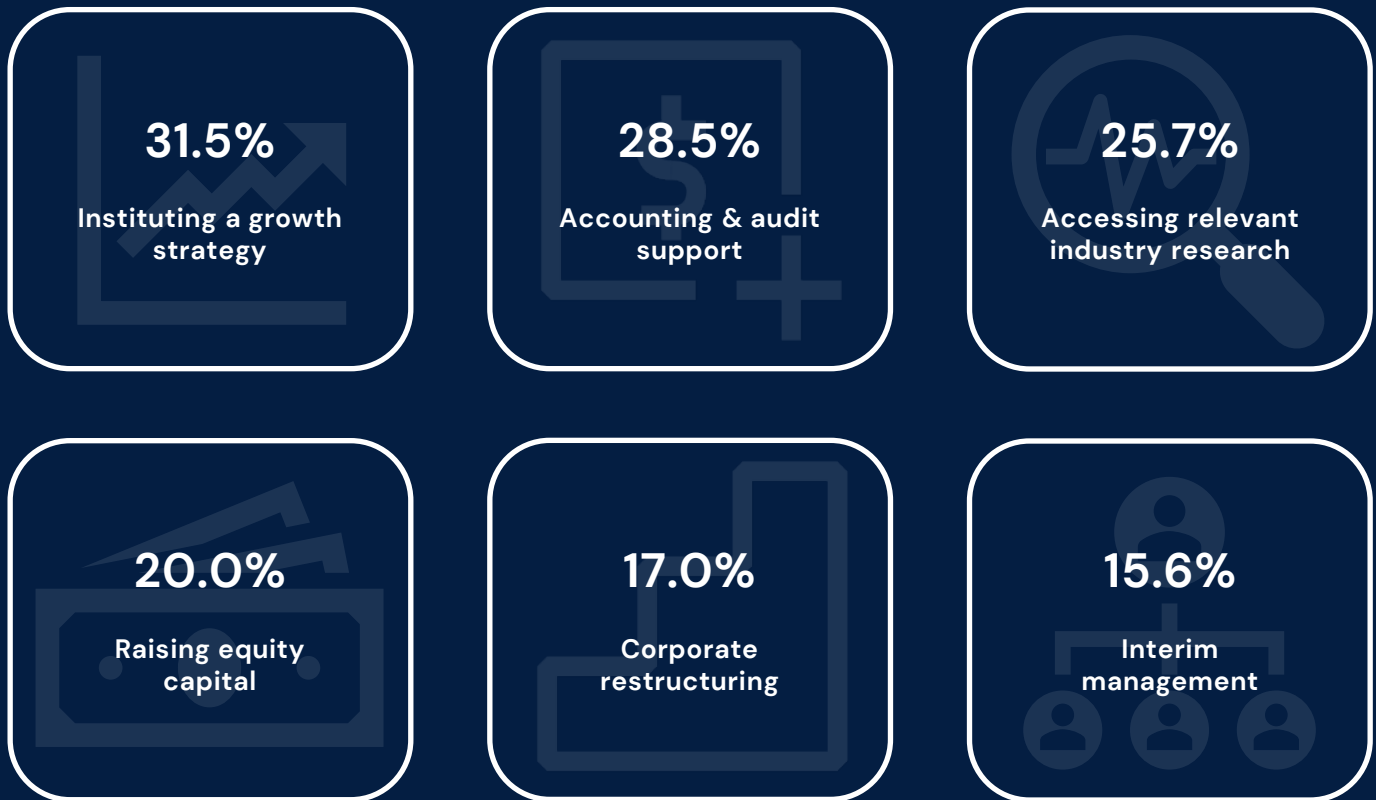 31.5%
Instituting a growth
strategy
28.5%
Accounting & audit
support
25.7%
Accessing relevant
industry research
20.0%
Raising equity
capital
17.0%
Corporate
restructuring
15.6%
Interim
management